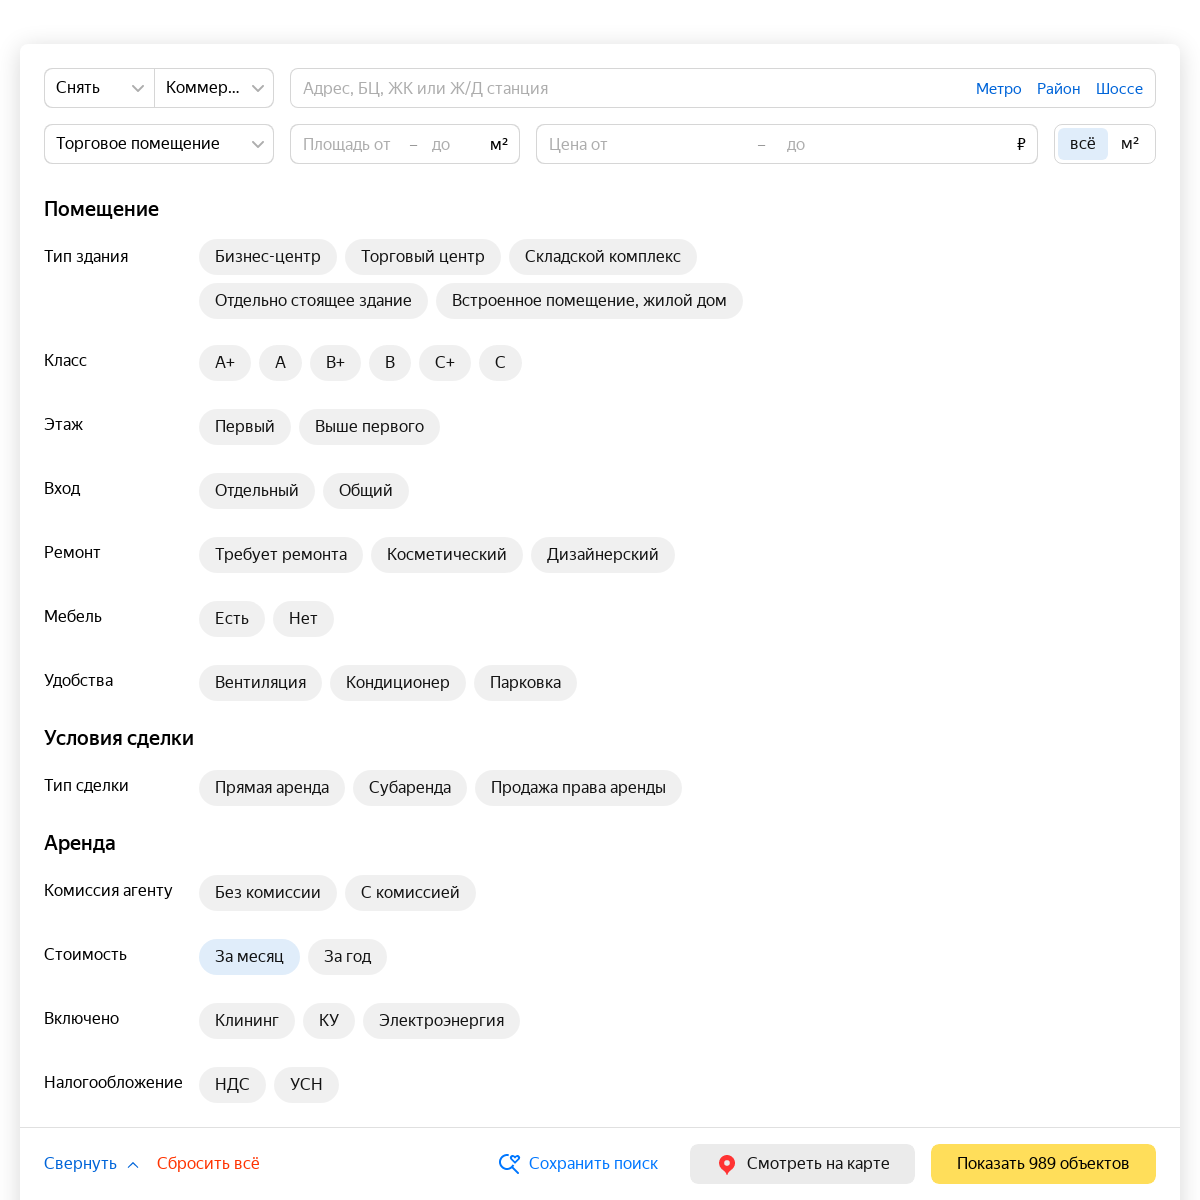 Снять Коммер... Адрес, БЦ, ЖК или Ж/Д станция Метро Район Шоссе
Торговое помещение Площадь от – до м² Цена от – до ₽ всё м²
Помещение
Тип здания Бизнес-центр Торговый центр Складской комплекс
Отдельно стоящее здание Встроенное помещение, жилой дом
Класс A+ A B+ B C+ C
Этаж Первый Выше первого
Вход Отдельный Общий
Ремонт Требует ремонта Косметический Дизайнерский
Мебель Есть Нет
Удобства Вентиляция Кондиционер Парковка
Условия сделки
Тип сделки Прямая аренда Субаренда Продажа права аренды
Аренда
Комиссия агенту Без комиссии С комиссией
Стоимость За месяц За год
Включено Клининг КУ Электроэнергия
Налогообложение НДС УСН
Свернуть Сбросить всё Сохранить поиск Смотреть на карте Показать 989 объектов